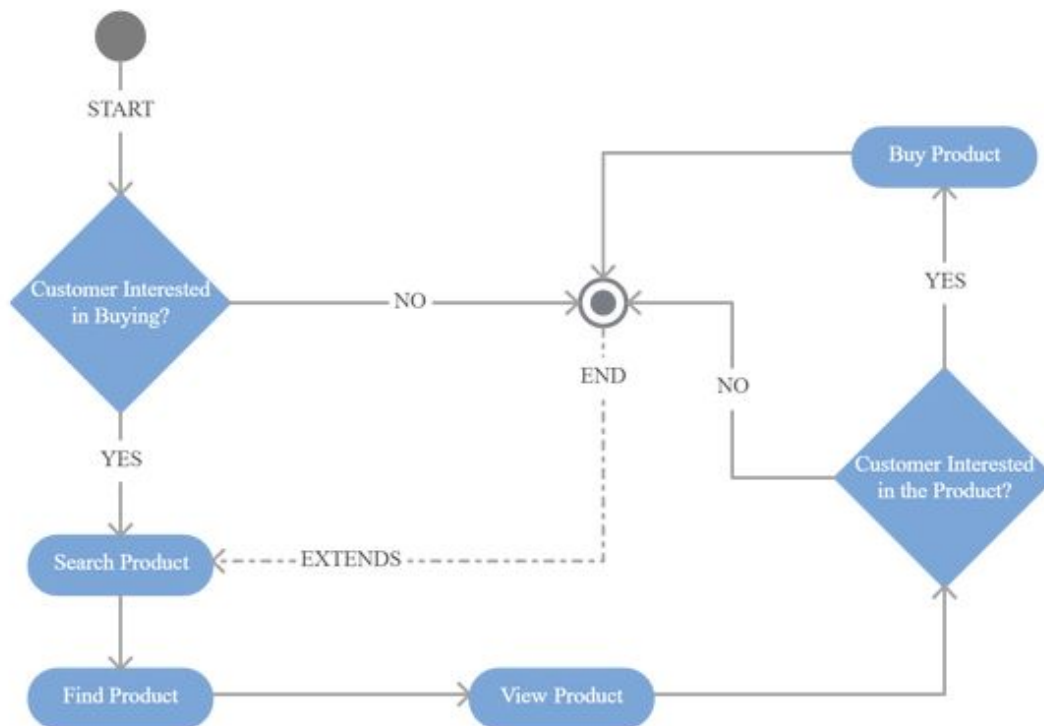 START
Buy Product
Customer Interested
in Buying?
NO
YES
END
NO
YES
Customer Interested
in the Product?
Search Product
EXTENDS
Find Product
View Product